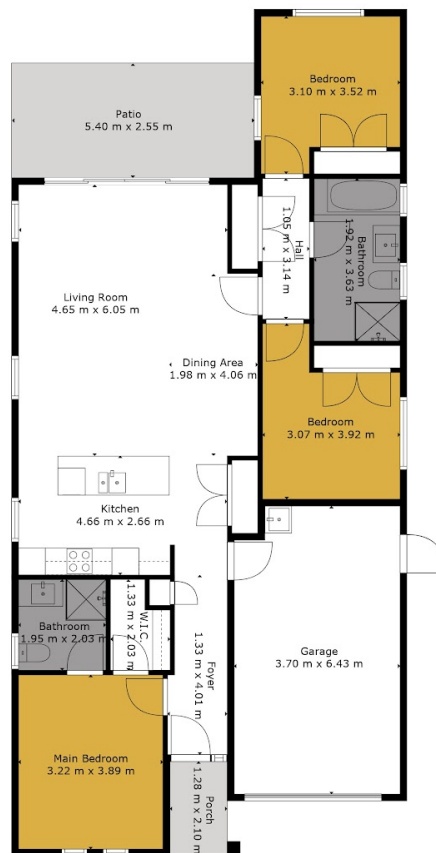 Bedroom
3.10 m x 3.52 m
Patio
5.40 m x 2.55 m
Hall
1.05 m x 3.14 m
Bathroom
1.92 m x 3.63 m
Living Room
4.65 m x 6.05 m
Dining Area
1.98 m x 4.06 m
Bedroom
3.07 m x 3.92 m
Kitchen
4.66 m x 2.66 m
Bathroom
1.95 m x 2.03 m
W.I.C.
1.33 m x 2.03 m
Foyer
1.33 m x 4.01 m
Garage
3.70 m x 6.43 m
Main Bedroom
3.22 m x 3.89 m
Porch
1.28 m x 2.10 m